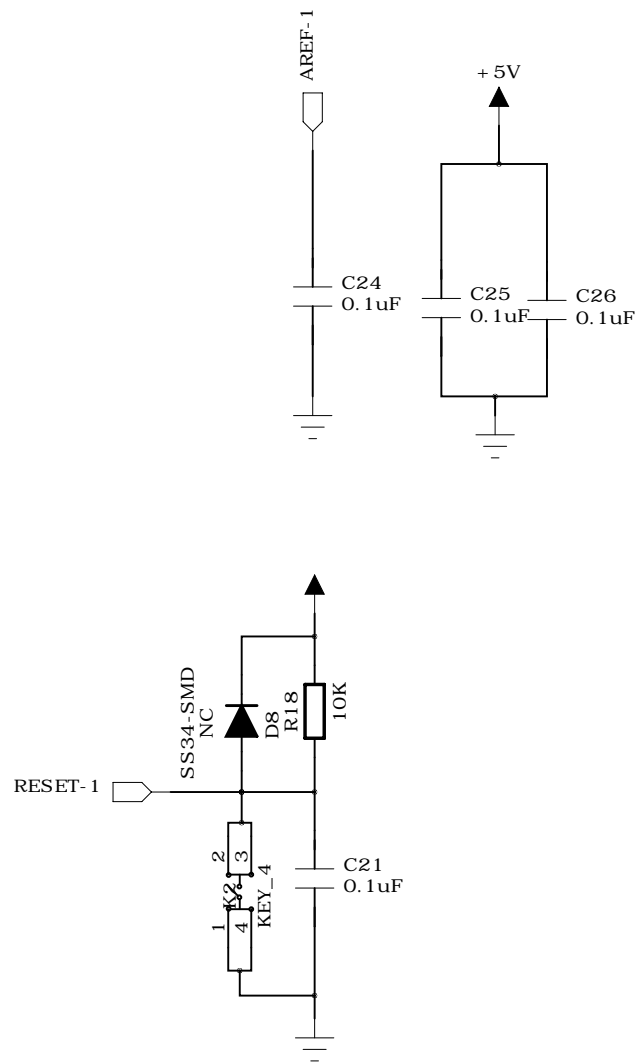 AREF-1
+5V
C24
0.1uF
C25
0.1uF
C26
0.1uF
SS34-SMD
NC
D8
R18
10K
RESET-1
2
3
K2
KEY_4
1
4
C21
0.1uF